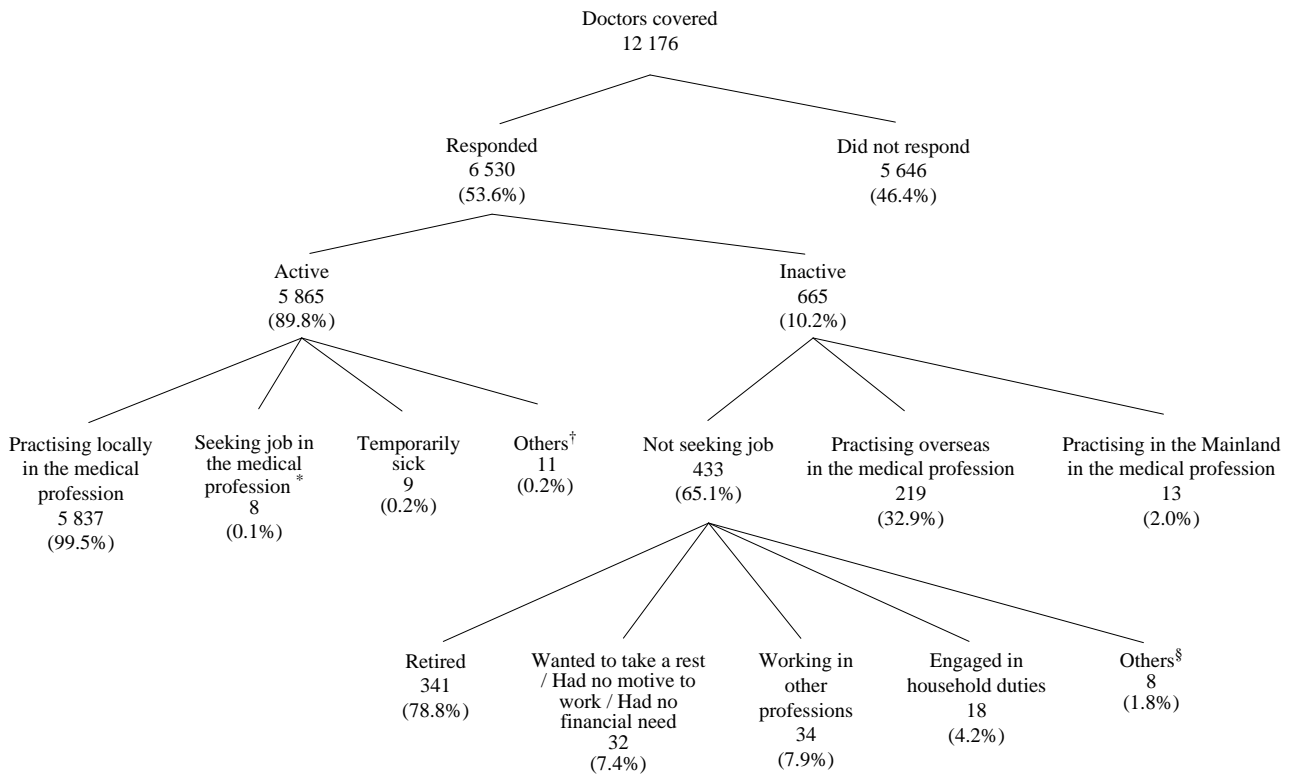 Doctors covered
12 176
Responded
6 530
(53.6%)
Did not respond
5 646
(46.4%)
Active
5 865
(89.8%)
Inactive
665
(10.2%)
Practising locally
in the medical
profession
5 837
(99.5%)
Seeking job in
the medical
profession *
8
(0.1%)
Temporarily
sick
9
(0.2%)
Others†
11
(0.2%)
Not seeking job
433
(65.1%)
Practising overseas
in the medical profession
219
(32.9%)
Practising in the Mainland
in the medical profession
13
(2.0%)
Retired
341
(78.8%)
Wanted to take a rest
/ Had no motive to
work / Had no
financial need
32
(7.4%)
Working in
other
professions
34
(7.9%)
Engaged in
household duties
18
(4.2%)
Others§
8
(1.8%)